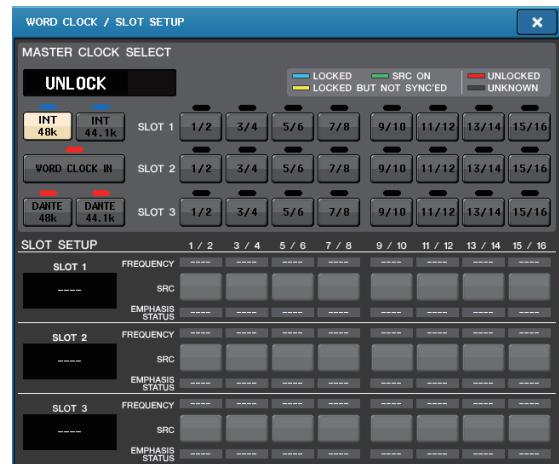 WORD CLOCK / SLOT SETUP
MASTER CLOCK SELECT
UNLOCK
LOCKED SRC ON UNLOCKED
LOCKED BUT NOT SYNC'ED UNKNOWN
INT 48k INT 44.1k SLOT 1 1/2 3/4 5/6 7/8 9/10 11/12 13/14 15/16
WORD CLOCK IN SLOT 2 1/2 3/4 5/6 7/8 9/10 11/12 13/14 15/16
DANTE 48k DANTE 44.1k SLOT 3 1/2 3/4 5/6 7/8 9/10 11/12 13/14 15/16
SLOT SETUP 1 / 2 3 / 4 5 / 6 7 / 8 9 / 10 11 / 12 13 / 14 15 / 16
SLOT 1 FREQUENCY ---- ---- ---- ---- ---- ---- ---- ----
---- SRC
EMPHASIS STATUS ---- ---- ---- ---- ---- ---- ---- ----
SLOT 2 FREQUENCY ---- ---- ---- ---- ---- ---- ---- ----
---- SRC
EMPHASIS STATUS ---- ---- ---- ---- ---- ---- ---- ----
SLOT 3 FREQUENCY ---- ---- ---- ---- ---- ---- ---- ----
---- SRC
EMPHASIS STATUS ---- ---- ---- ---- ---- ---- ---- ----